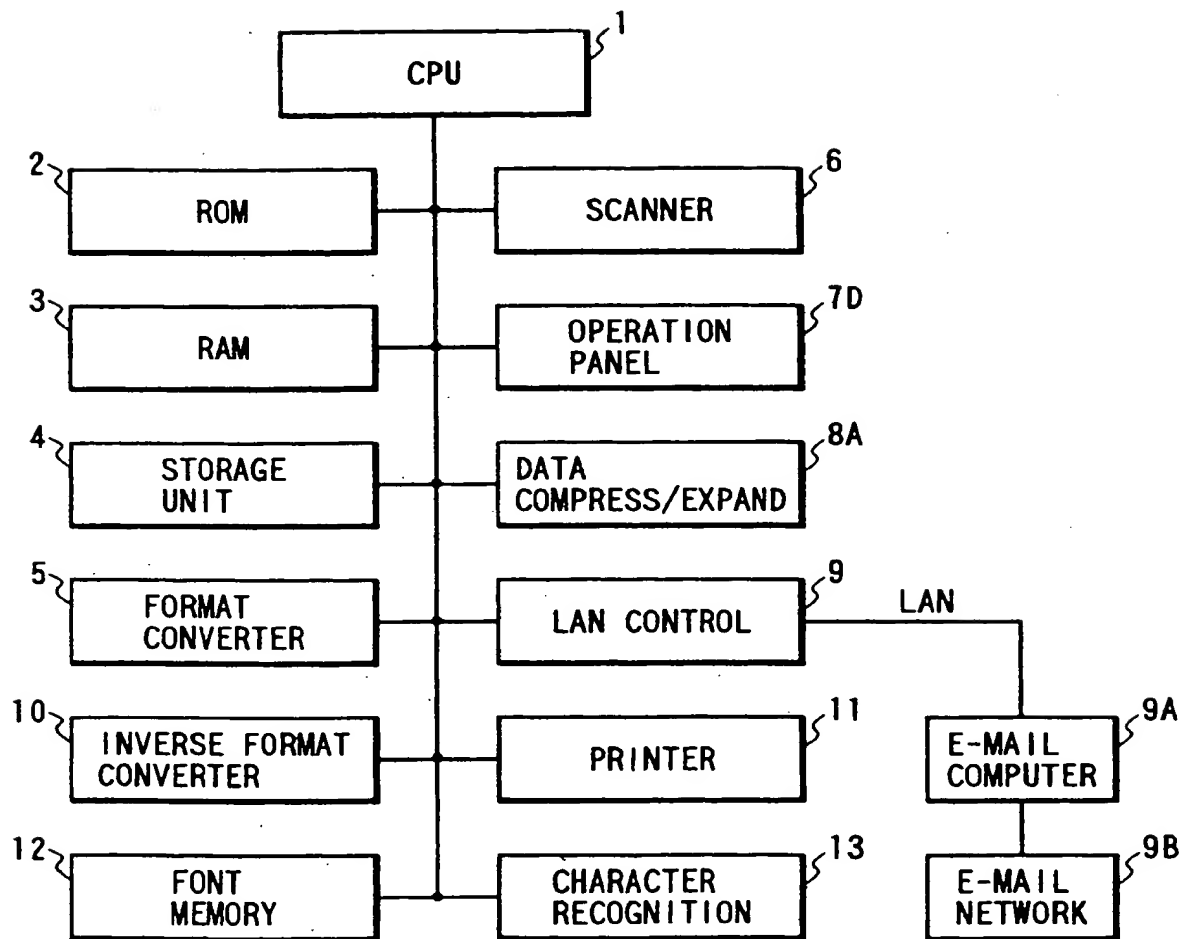 1
CPU
2
ROM
6
SCANNER
3
RAM
7D
OPERATION
PANEL
4
STORAGE
UNIT
8A
DATA
COMPRESS/EXPAND
5
FORMAT
CONVERTER
9
LAN CONTROL
LAN
10
INVERSE FORMAT
CONVERTER
11
PRINTER
9A
E-MAIL
COMPUTER
12
FONT
MEMORY
13
CHARACTER
RECOGNITION
9B
E-MAIL
NETWORK